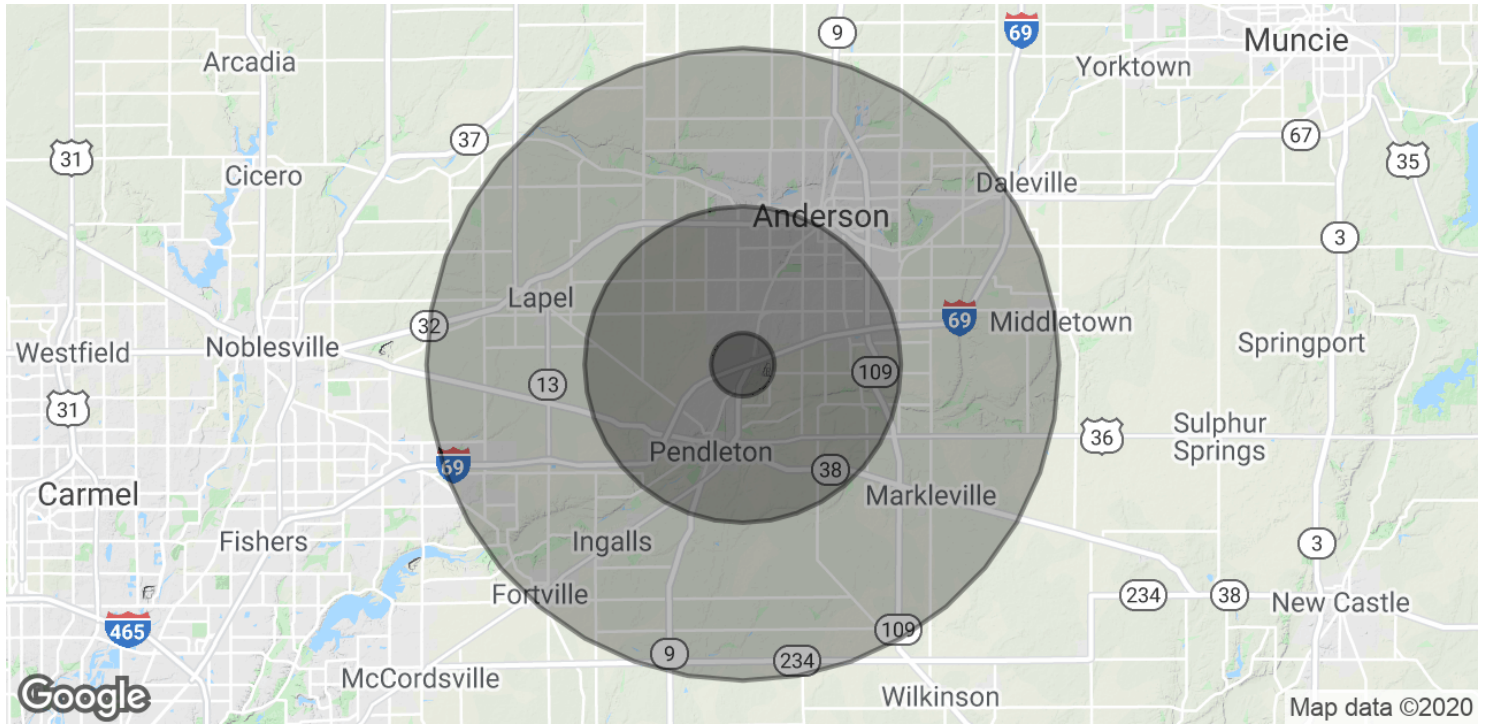 9
69
Muncie
Arcadia
Yorktown
37
67
31
35
Cicero
Daleville
Anderson
3
Lapel
69
32
Middletown
Westfield
Noblesville
Springport
109
13
31
Sulphur
Springs
36
Pendleton
69
38
Carmel
Markleville
Fishers
Ingalls
3
Fortville
234
38
New Castle
465
109
9
234
McCordsville
Wilkinson
Google
Map data ©2020